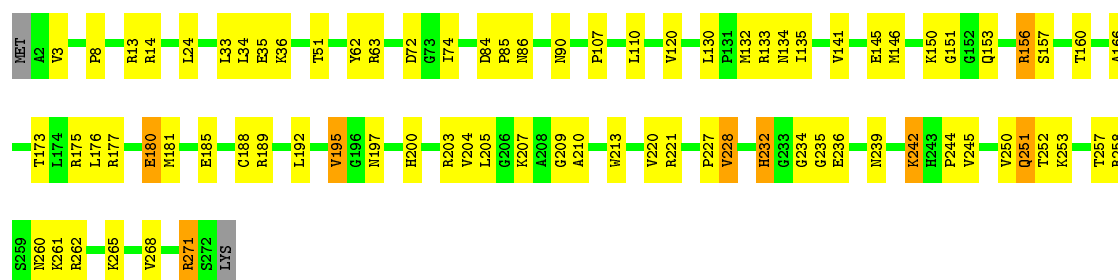 MET A2 V3 P8 R13 R14 L24 L33 L34 E35 K36 T51 Y62 R63 D72 G73 I74 D84 P85 N86 N90 P107 L110 V120 L130 P131 M132 R133 N134 I135 V141 E145 M146 K150 G151 G152 Q153 R156 S157 T160 A166
T173 L174 R175 L176 R177 E180 M181 E185 C188 R189 L192 V195 G196 N197 H200 R203 V204 L205 G206 K207 A208 G209 A210 W213 V220 R221 P227 V228 H232 G233 G234 G235 E236 N239 K242 H243 P244 V245 V250 Q251 T252 K253 T257 R258
S259 N260 K261 R262 K265 V268 R271 S272 LYS